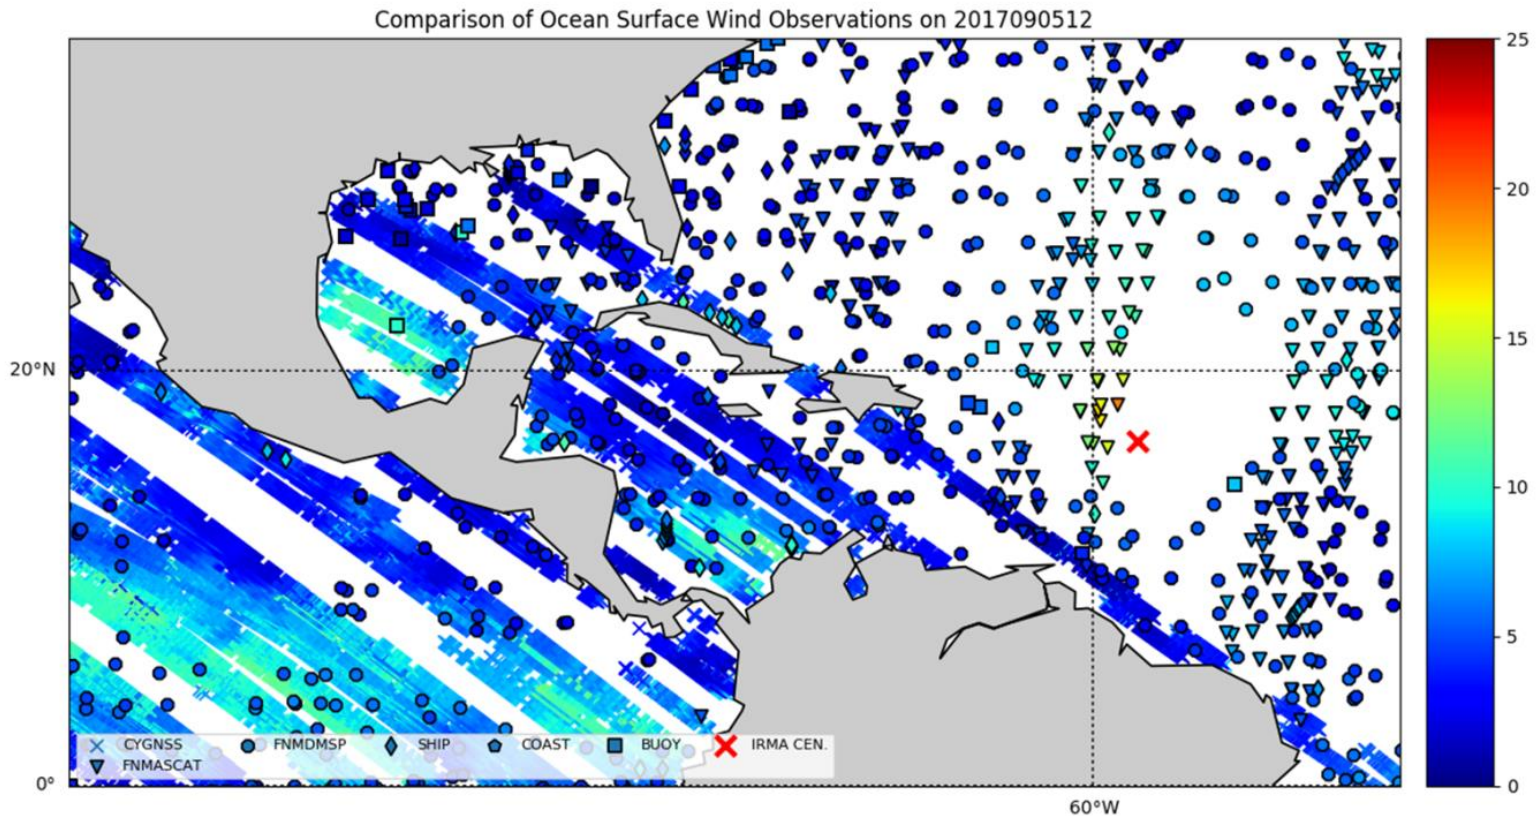 Comparison of Ocean Surface Wind Observations on 2017090512
25
20
15
10
5
0
20°N
0°
60°W
CYGNSS FNMDMSP SHIP COAST BUOY IRMA CEN.
FNMASCAT